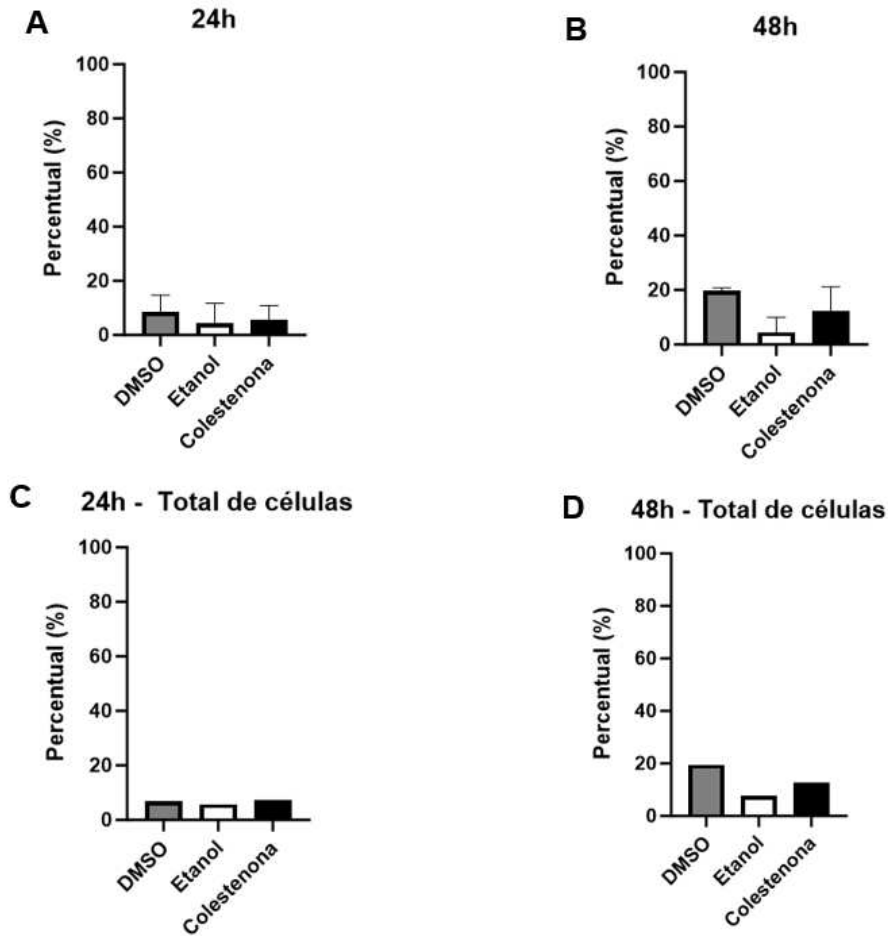 A
24h
Percentual (%)
100
80
60
40
20
0
DMSO
Etanol
Colestenona
B
48h
Percentual (%)
100
80
60
40
20
0
DMSO
Etanol
Colestenona
C
24h - Total de células
Percentual (%)
100
80
60
40
20
0
DMSO
Etanol
Colestenona
D
48h - Total de células
Percentual (%)
100
80
60
40
20
0
DMSO
Etanol
Colestenona